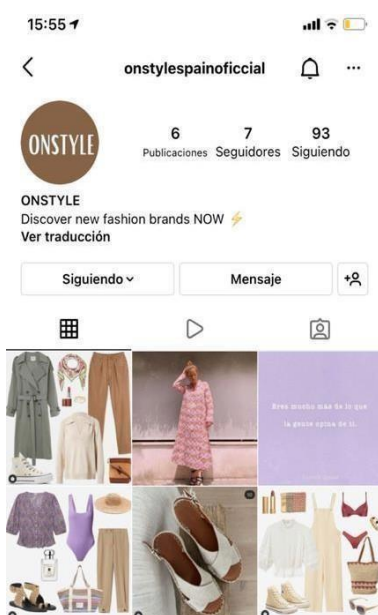 15:55
onstylespainoficcial
ONSTYLE
6 7 93
Publicaciones Seguidores Siguiendo
ONSTYLE
Discover new fashion brands NOW ⚡
Ver traducción
Siguiendo Mensaje
Eres mucho más de lo que
la gente opina de ti.